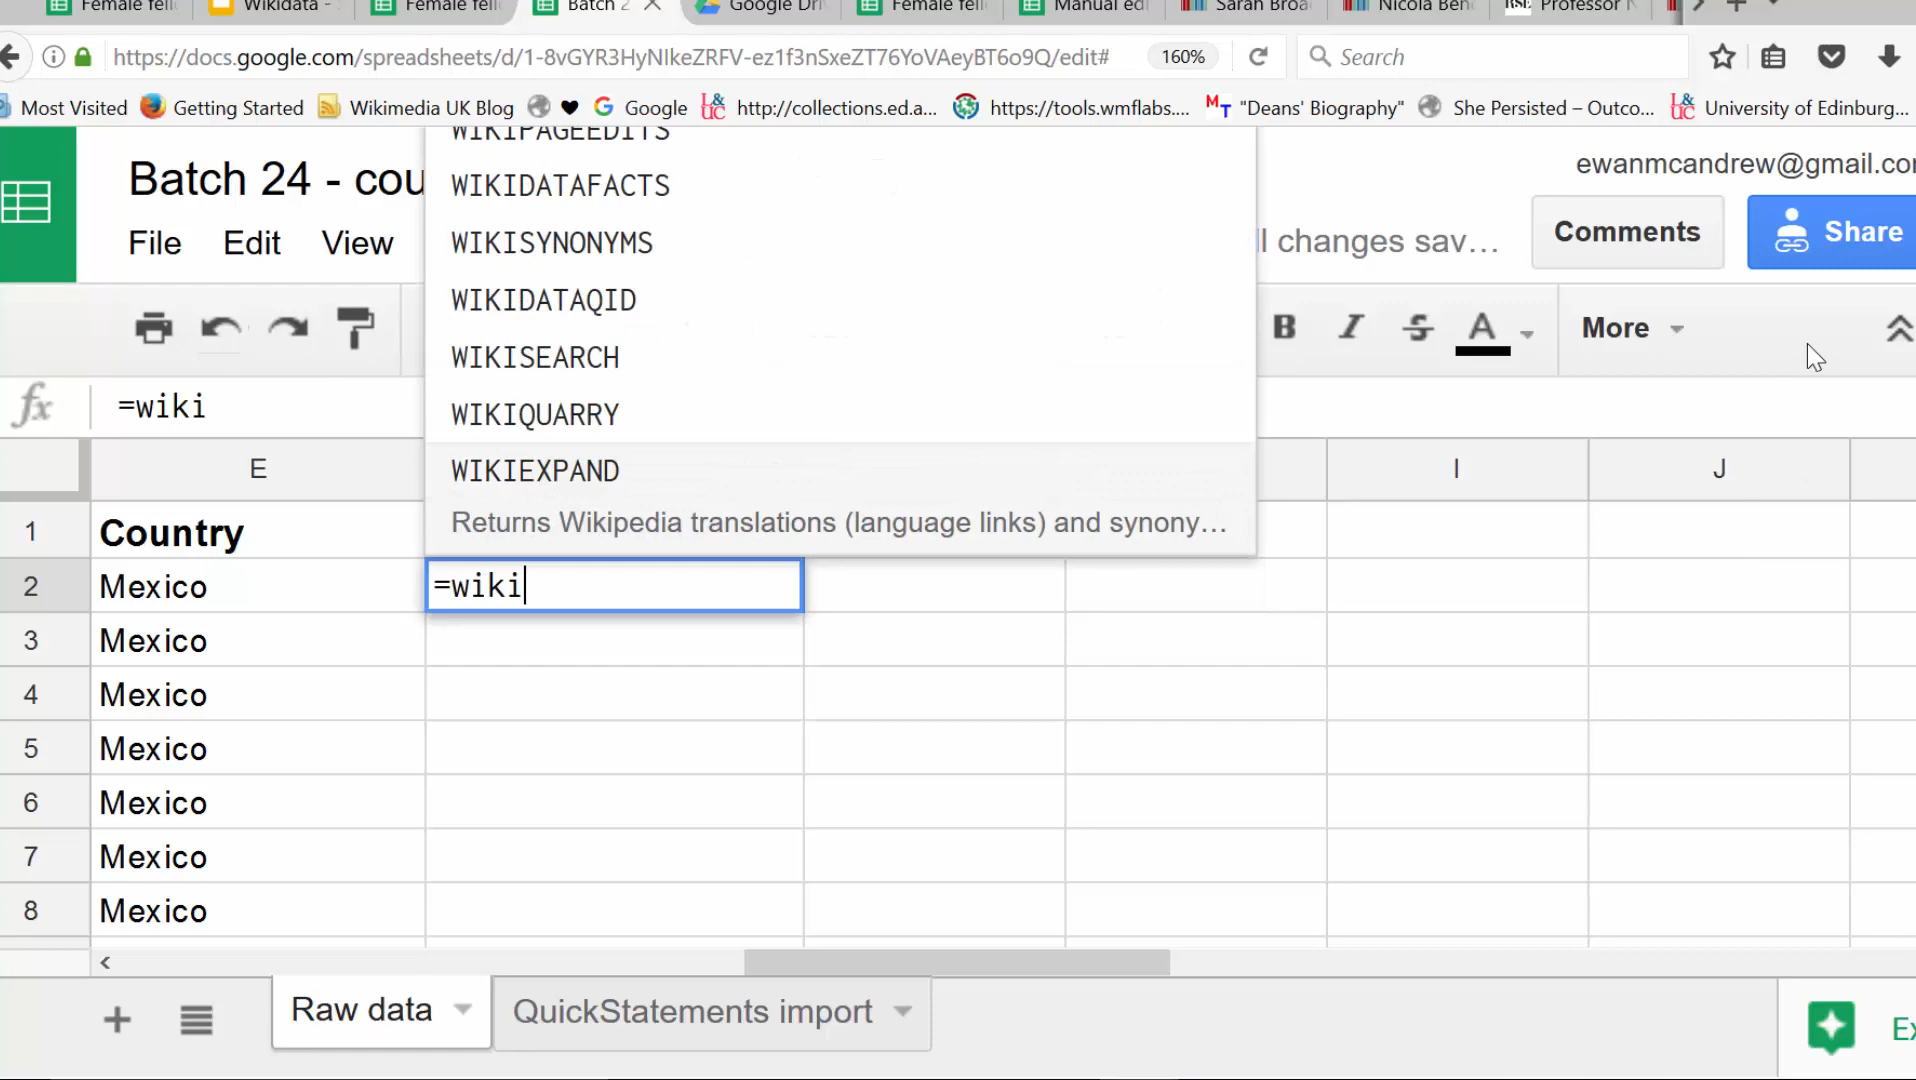 Female fell Wikidata - Female fell Batch 2 Google Dri Female fell Manual edi Sarah Broa Nicola Ben Professor
https://docs.google.com/spreadsheets/d/1-8vGYR3HyNIkeZRFV-ez1f3nSxeZT76YoVAeyBT6o9Q/edit# 160% Search
Most Visited Getting Started Wikimedia UK Blog Google http://collections.ed.a... https://tools.wmflabs.... "Deans' Biography" She Persisted – Outco... University of Edinburg...
WIKIPAGEEDITS
Batch 24 - cou
ewanmcandrew@gmail.co
WIKIDATAFACTS
File Edit View
WIKISYNONYMS
l changes sav... Comments Share
WIKIDATAQID
B I S A More
WIKISEARCH
fx =wiki
WIKIQUARRY
WIKIEXPAND
Returns Wikipedia translations (language links) and synony...
E I J
1 Country
2 Mexico =wiki
3 Mexico
4 Mexico
5 Mexico
6 Mexico
7 Mexico
8 Mexico
Raw data QuickStatements import
Ex